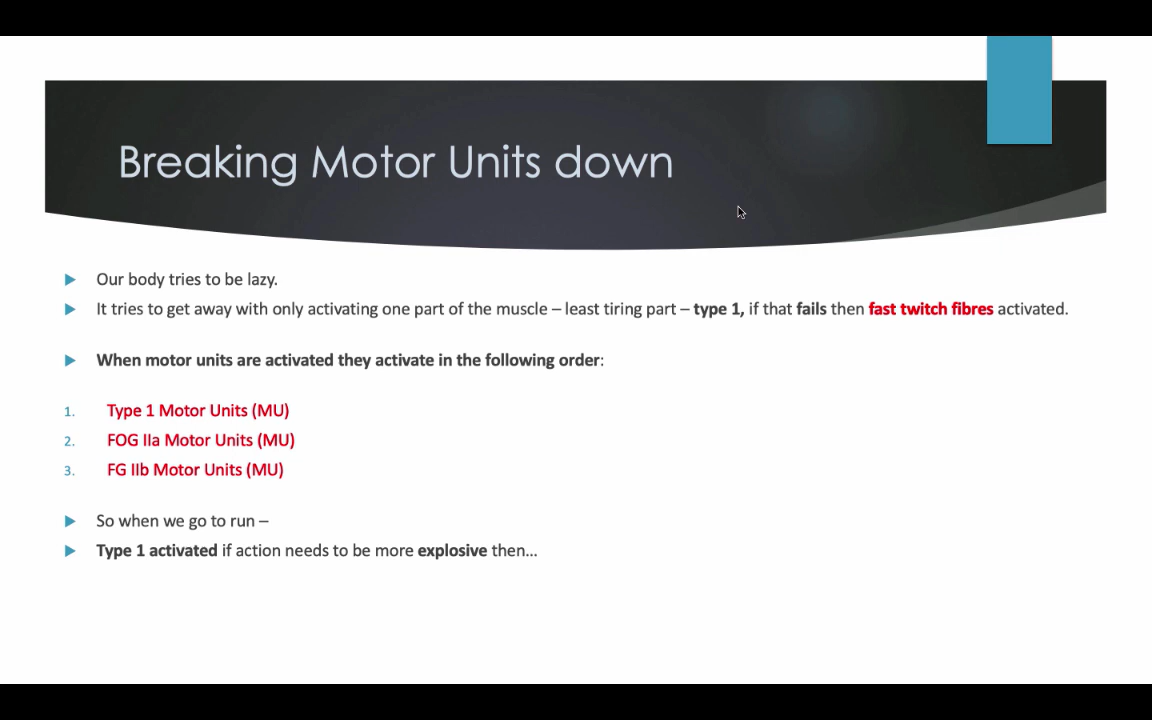 Breaking Motor Units down
Our body tries to be lazy.
It tries to get away with only activating one part of the muscle – least tiring part – type 1, if that fails then fast twitch fibres activated.
When motor units are activated they activate in the following order:
1. Type 1 Motor Units (MU)
2. FOG IIa Motor Units (MU)
3. FG IIb Motor Units (MU)
So when we go to run –
Type 1 activated if action needs to be more explosive then...